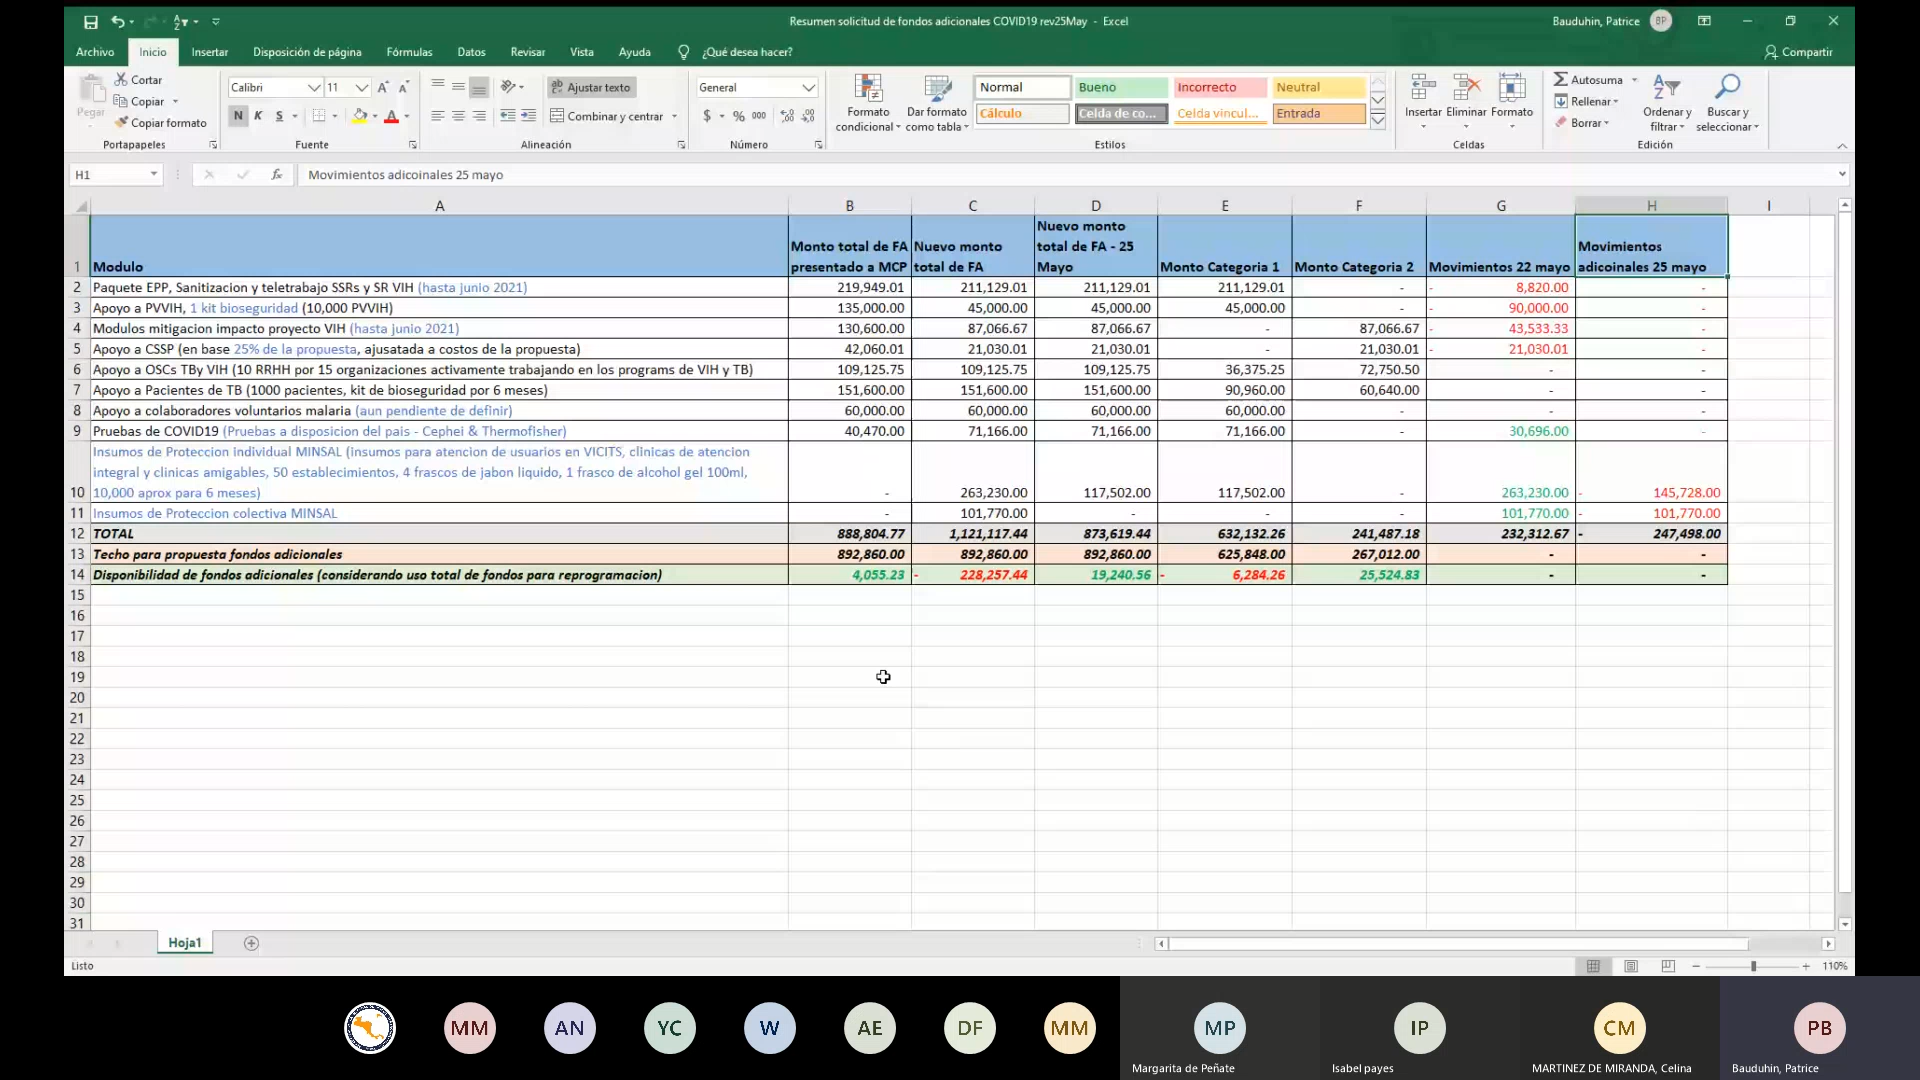 Resumen solicitud de fondos adicionales COVID19 rev25May - Excel
Bauduhin, Patrice
BP
Archivo Inicio Insertar Disposición de página Fórmulas Datos Revisar Vista Ayuda ¿Qué desea hacer? Compartir
Pegar
Cortar
Copiar
Copiar formato
Portapapeles
Calibri 11
N K S
Fuente
Ajustar texto
Combinar y centrar
Alineación
General
$ % 000
Número
Formato condicional
Dar formato como tabla
Normal Bueno Incorrecto Neutral
Cálculo Celda de co... Celda vincul... Entrada
Estilos
Insertar Eliminar Formato
Celdas
Autosuma
Rellenar
Borrar
Ordenar y filtrar
Buscar y seleccionar
Edición
H1 fx Movimientos adicoinales 25 mayo
A B C D E F G H I
1 Modulo | Monto total de FA presentado a MCP | Nuevo monto total de FA | Nuevo monto total de FA - 25 Mayo | Monto Categoria 1 | Monto Categoria 2 | Movimientos 22 mayo | Movimientos adicoinales 25 mayo
2 Paquete EPP, Sanitizacion y teletrabajo SSRs y SR VIH (hasta junio 2021) 219,949.01 211,129.01 211,129.01 211,129.01 - - 8,820.00 -
3 Apoyo a PVVIH, 1 kit bioseguridad (10,000 PVVIH) 135,000.00 45,000.00 45,000.00 45,000.00 - - 90,000.00 -
4 Modulos mitigacion impacto proyecto VIH (hasta junio 2021) 130,600.00 87,066.67 87,066.67 - 87,066.67 - 43,533.33 -
5 Apoyo a CSSP (en base 25% de la propuesta, ajusatada a costos de la propuesta) 42,060.01 21,030.01 21,030.01 - 21,030.01 - 21,030.01 -
6 Apoyo a OSCs TBy VIH (10 RRHH por 15 organizaciones activamente trabajando en los programs de VIH y TB) 109,125.75 109,125.75 109,125.75 36,375.25 72,750.50 - -
7 Apoyo a Pacientes de TB (1000 pacientes, kit de bioseguridad por 6 meses) 151,600.00 151,600.00 151,600.00 90,960.00 60,640.00 - -
8 Apoyo a colaboradores voluntarios malaria (aun pendiente de definir) 60,000.00 60,000.00 60,000.00 60,000.00 - - -
9 Pruebas de COVID19 (Pruebas a disposicion del pais - Cephei & Thermofisher) 40,470.00 71,166.00 71,166.00 71,166.00 - 30,696.00 -
Insumos de Proteccion individual MINSAL (insumos para atencion de usuarios en VICITS, clinicas de atencion
integral y clinicas amigables, 50 establecimientos, 4 frascos de jabon liquido, 1 frasco de alcohol gel 100ml,
10 10,000 aprox para 6 meses) - 263,230.00 117,502.00 117,502.00 - 263,230.00 - 145,728.00
11 Insumos de Proteccion colectiva MINSAL - 101,770.00 - - - 101,770.00 - 101,770.00
12 TOTAL 888,804.77 1,121,117.44 873,619.44 632,132.26 241,487.18 232,312.67 - 247,498.00
13 Techo para propuesta fondos adicionales 892,860.00 892,860.00 892,860.00 625,848.00 267,012.00 - -
14 Disponibilidad de fondos adicionales (considerando uso total de fondos para reprogramacion) 4,055.23 - 228,257.44 19,240.56 - 6,284.26 25,524.83 - -
15
16
17
18
19
20
21
22
23
24
25
26
27
28
29
30
31
Hoja1
Listo
110%
MM AN YC W AE DF MM MP IP CM PB
Margarita de Peñate Isabel payes MARTINEZ DE MIRANDA, Celina Bauduhin, Patrice